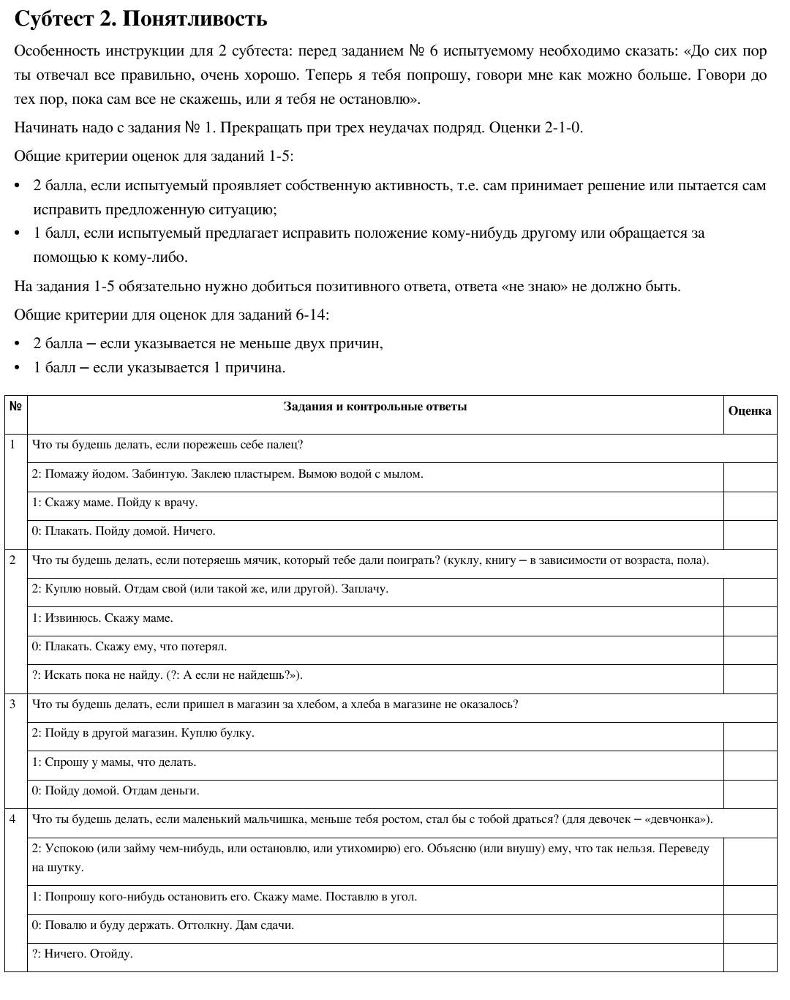 Субтест 2. Понятливость
Особенность инструкции для 2 субтеста: перед заданием № 6 испытуемому необходимо сказать: «До сих пор
ты отвечал все правильно, очень хорошо. Теперь я тебя попрошу, говори мне как можно больше. Говори до
тех пор, пока сам все не скажешь, или я тебя не остановлю».
Начинать надо с задания № 1. Прекращать при трех неудачах подряд. Оценки 2-1-0.
Общие критерии оценок для заданий 1-5:
• 2 балла, если испытуемый проявляет собственную активность, т.е. сам принимает решение или пытается сам
исправить предложенную ситуацию;
• 1 балл, если испытуемый предлагает исправить положение кому-нибудь другому или обращается за
помощью к кому-либо.
На задания 1-5 обязательно нужно добиться позитивного ответа, ответа «не знаю» не должно быть.
Общие критерии для оценок для заданий 6-14:
• 2 балла – если указывается не меньше двух причин,
• 1 балл – если указывается 1 причина.
№ Задания и контрольные ответы Оценка
1 Что ты будешь делать, если порежешь себе палец?
2: Помажу йодом. Забинтую. Заклею пластырем. Вымою водой с мылом.
1: Скажу маме. Пойду к врачу.
0: Плакать. Пойду домой. Ничего.
2 Что ты будешь делать, если потеряешь мячик, который тебе дали поиграть? (куклу, книгу – в зависимости от возраста, пола).
2: Куплю новый. Отдам свой (или такой же, или другой). Заплачу.
1: Извинюсь. Скажу маме.
0: Плакать. Скажу ему, что потерял.
?: Искать пока не найду. (?: А если не найдешь?»).
3 Что ты будешь делать, если пришел в магазин за хлебом, а хлеба в магазине не оказалось?
2: Пойду в другой магазин. Куплю булку.
1: Спрошу у мамы, что делать.
0: Пойду домой. Отдам деньги.
4 Что ты будешь делать, если маленький мальчишка, меньше тебя ростом, стал бы с тобой драться? (для девочек – «девчонка»).
2: Успокою (или займу чем-нибудь, или остановлю, или утихомирю) его. Объясню (или внушу) ему, что так нельзя. Переведу
на шутку.
1: Попрошу кого-нибудь остановить его. Скажу маме. Поставлю в угол.
0: Повалю и буду держать. Оттолкну. Дам сдачи.
?: Ничего. Отойду.